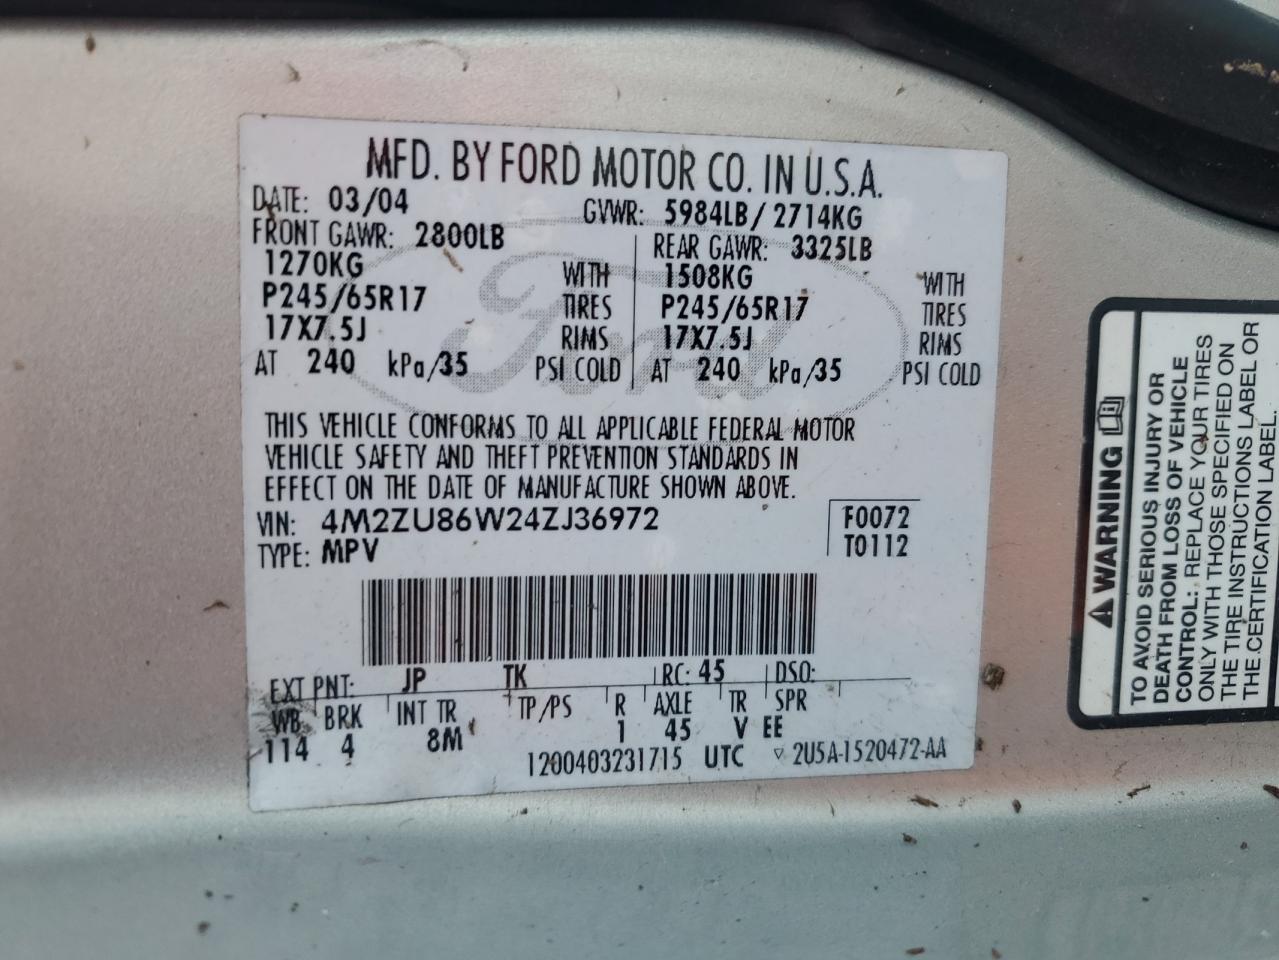 MFD. BY FORD MOTOR CO. IN U.S.A.
DATE: 03/04 GVWR: 5984LB/ 2714KG
FRONT GAWR: 2800LB REAR GAWR: 3325LB
1270KG WITH 1508KG WITH
P245/65R17 TIRES P245/65R17 TIRES
17X7.5J RIMS 17X7.5J RIMS
AT 240 kPa/35 PSI COLD AT 240 kPa/35 PSI COLD
Ford
THIS VEHICLE CONFORMS TO ALL APPLICABLE FEDERAL MOTOR
VEHICLE SAFETY AND THEFT PREVENTION STANDARDS IN
EFFECT ON THE DATE OF MANUFACTURE SHOWN ABOVE.
VIN: 4M2ZU86W24ZJ36972 F0072
TYPE: MPV T0112
EXT PNT: JP TK RC: 45 DSO:
WB BRK INT TR TP/PS R AXLE TR SPR
114 4 8M 1 45 V EE
1200403231715 UTC ▽ 2U5A-1520472-AA
WARNING
TO AVOID SERIOUS INJURY OR
DEATH FROM LOSS OF VEHICLE
CONTROL: REPLACE YOUR TIRES
ONLY WITH THOSE SPECIFIED ON
THE TIRE INSTRUCTIONS LABEL OR
THE CERTIFICATION LABEL.